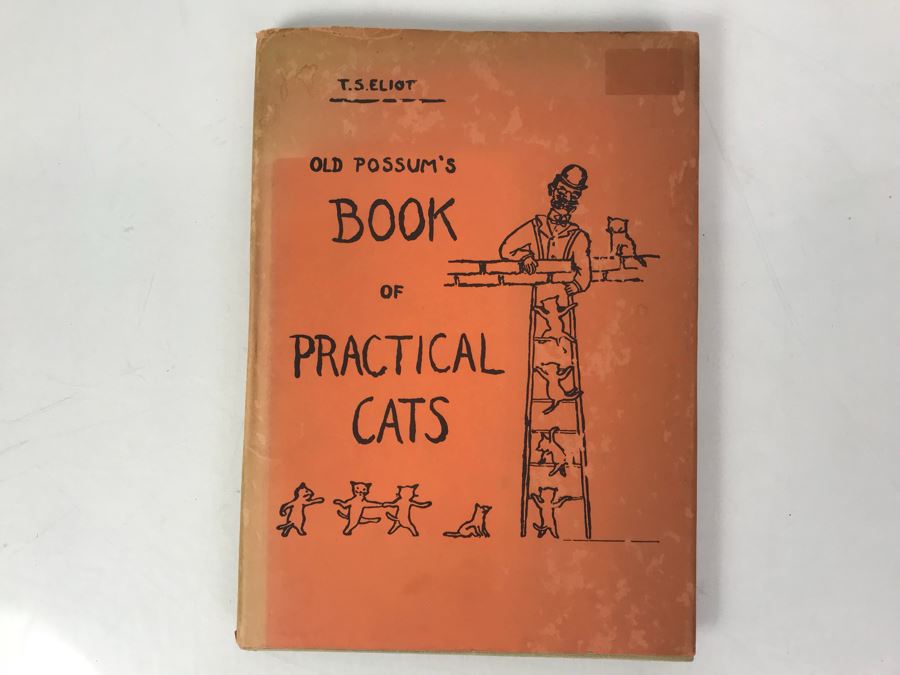 T.S.ELIOT
OLD POSSUM'S
BOOK
OF
PRACTICAL
CATS